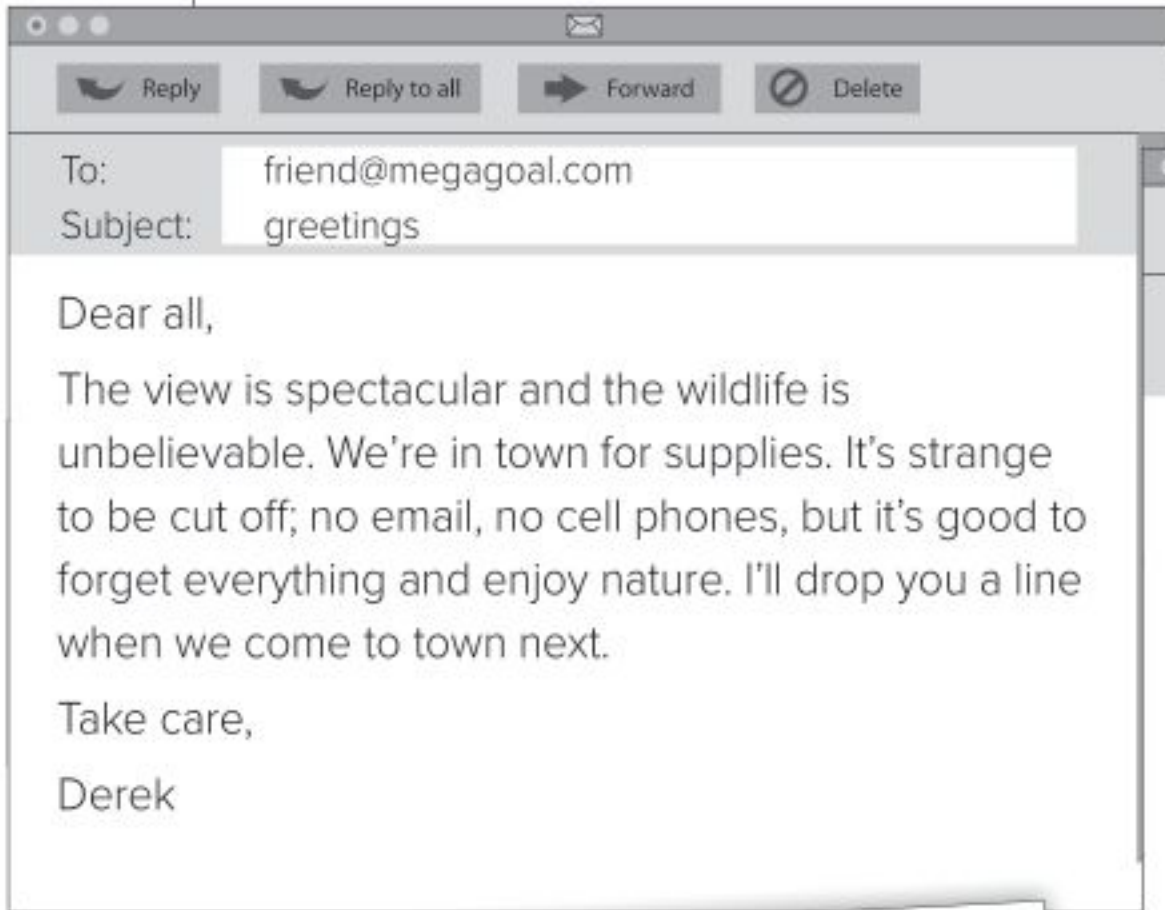 Reply Reply to all Forward Delete
To: friend@megagoal.com
Subject: greetings
Dear all,
The view is spectacular and the wildlife is
unbelievable. We're in town for supplies. It's strange
to be cut off; no email, no cell phones, but it's good to
forget everything and enjoy nature. I'll drop you a line
when we come to town next.
Take care,
Derek